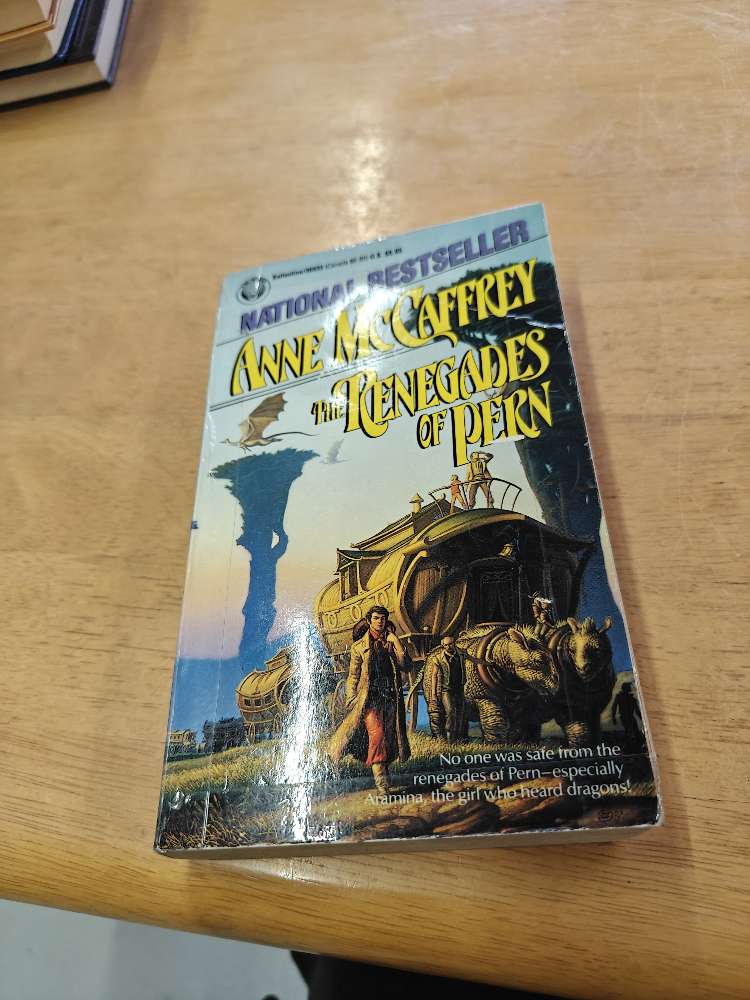 NATIONAL BESTSELLER
ANNE McCAFFREY
THE RENEGADES
OF PERN
No one was safe from the
renegades of Pern—especially
Aramina, the girl who heard dragons!